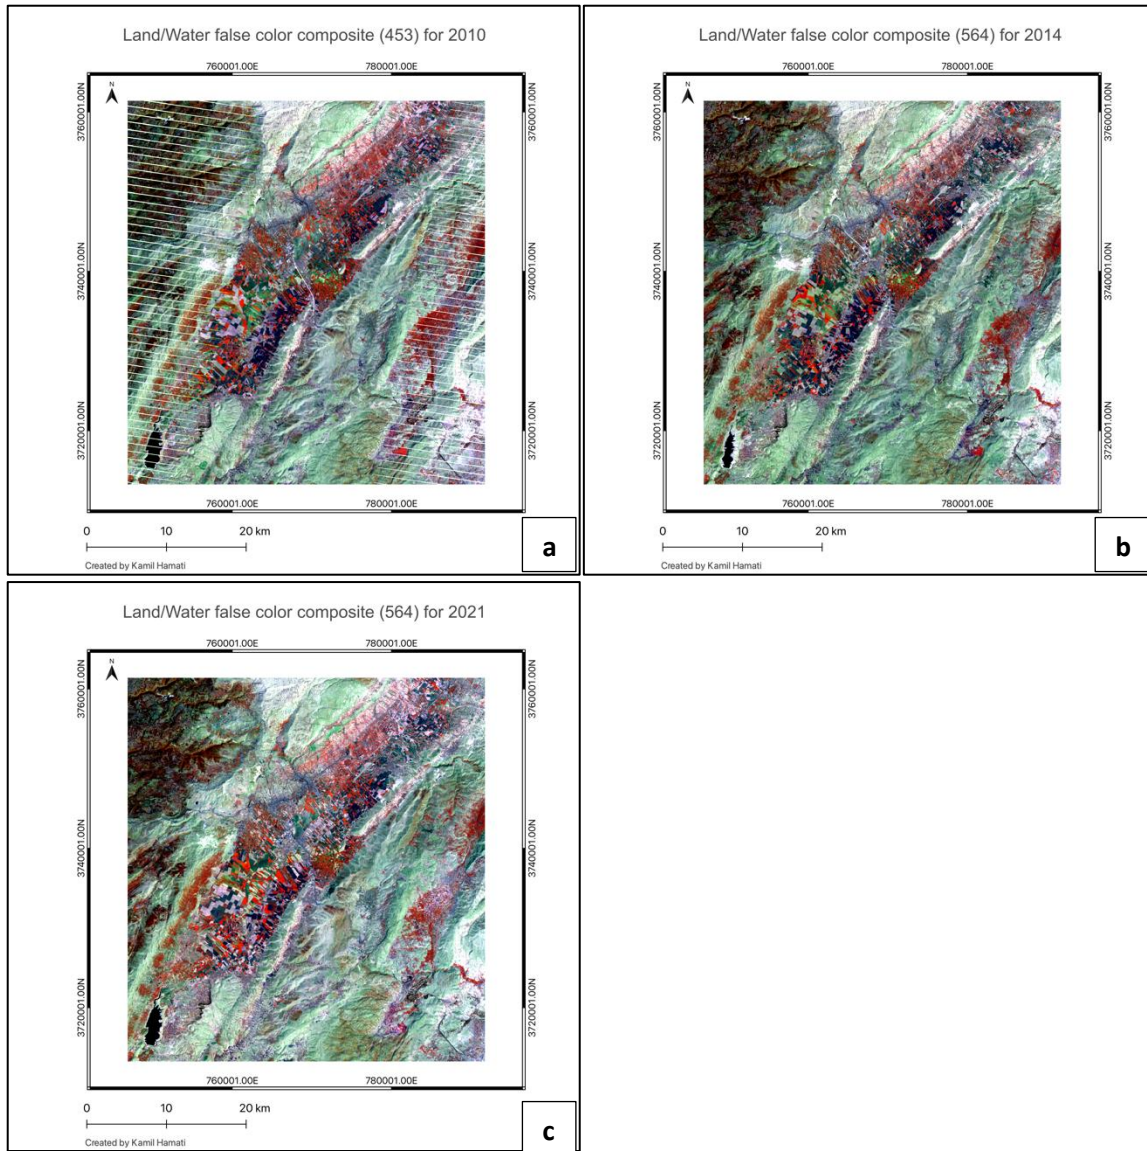 Land/Water false color composite (453) for 2010
760001.00E 780001.00E
N
3760001.00N 3760001.00N
3740001.00N 3740001.00N
3720001.00N 3720001.00N
760001.00E 780001.00E
0 10 20 km
Created by Kamil Hamati
a
Land/Water false color composite (564) for 2014
760001.00E 780001.00E
N
3760001.00N 3760001.00N
3740001.00N 3740001.00N
3720001.00N 3720001.00N
760001.00E 780001.00E
0 10 20 km
Created by Kamil Hamati
b
Land/Water false color composite (564) for 2021
760001.00E 780001.00E
N
3760001.00N 3760001.00N
3740001.00N 3740001.00N
3720001.00N 3720001.00N
760001.00E 780001.00E
0 10 20 km
Created by Kamil Hamati
c